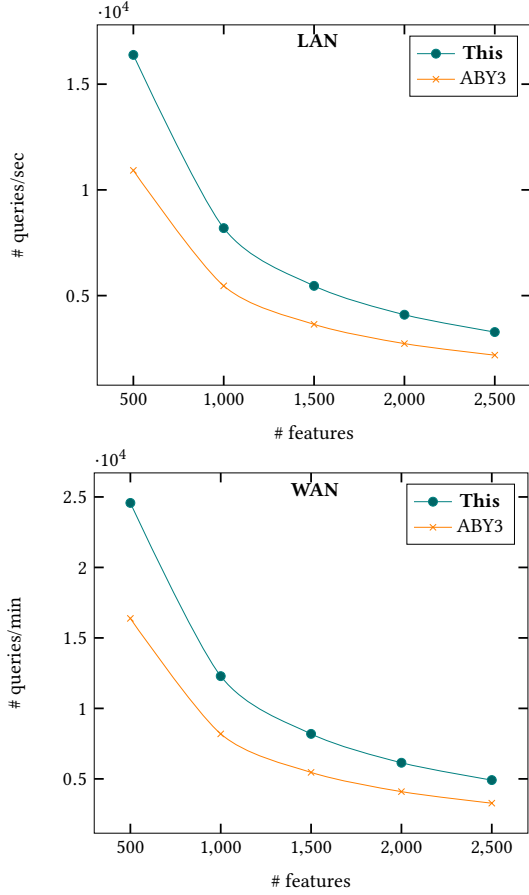 ·10^4
LAN
This
ABY3
1.5
1
0.5
# queries/sec
500 1,000 1,500 2,000 2,500
# features
·10^4
WAN
This
ABY3
2.5
2
1.5
1
0.5
# queries/min
500 1,000 1,500 2,000 2,500
# features